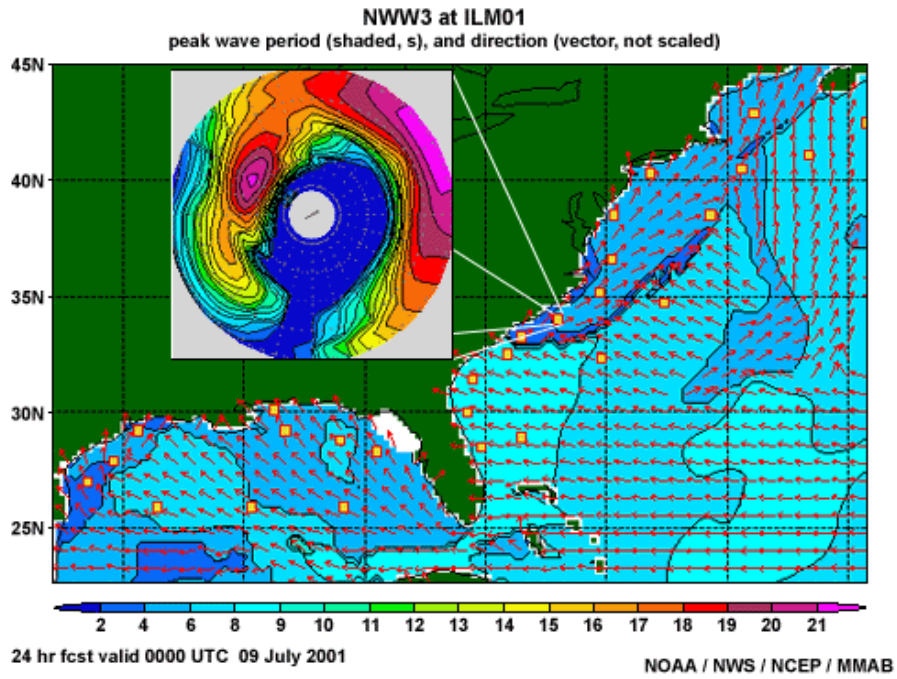 NWW3 at ILM01
peak wave period (shaded, s), and direction (vector, not scaled)
45N
40N
35N
30N
25N
2 4 6 8 10 11 12 13 14 15 16 17 18 19 20 21
24 hr fcst valid 0000 UTC 09 July 2001
NOAA / NWS / NCEP / MMAB